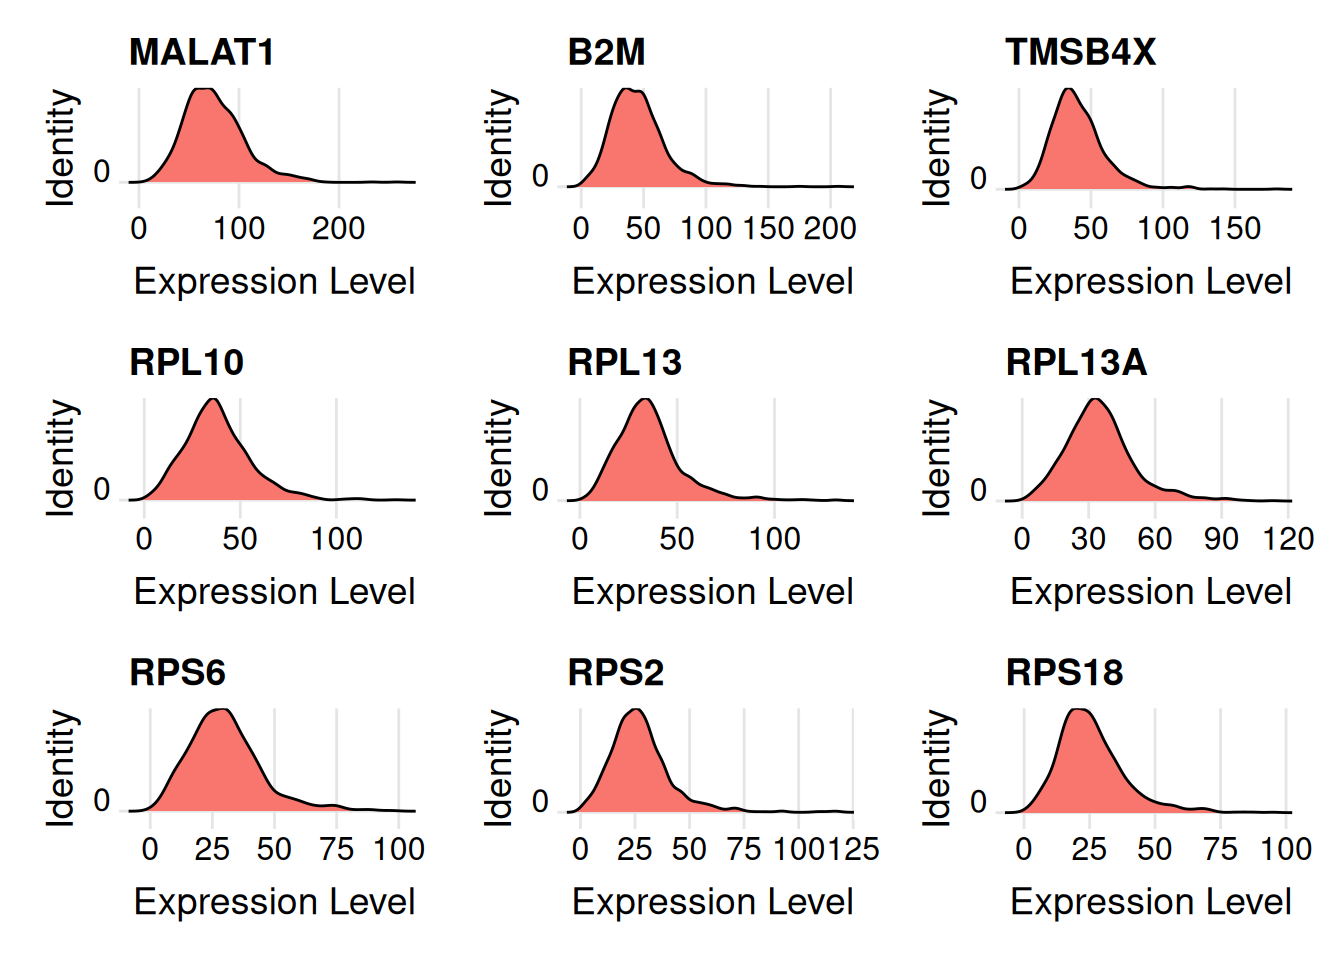 MALAT1
Identity
0
0 100 200
Expression Level
B2M
Identity
0
0 50 100 150 200
Expression Level
TMSB4X
Identity
0
0 50 100 150
Expression Level
RPL10
Identity
0
0 50 100
Expression Level
RPL13
Identity
0
0 50 100
Expression Level
RPL13A
Identity
0
0 30 60 90 120
Expression Level
RPS6
Identity
0
0 25 50 75 100
Expression Level
RPS2
Identity
0
0 25 50 75 100 125
Expression Level
RPS18
Identity
0
0 25 50 75 100
Expression Level